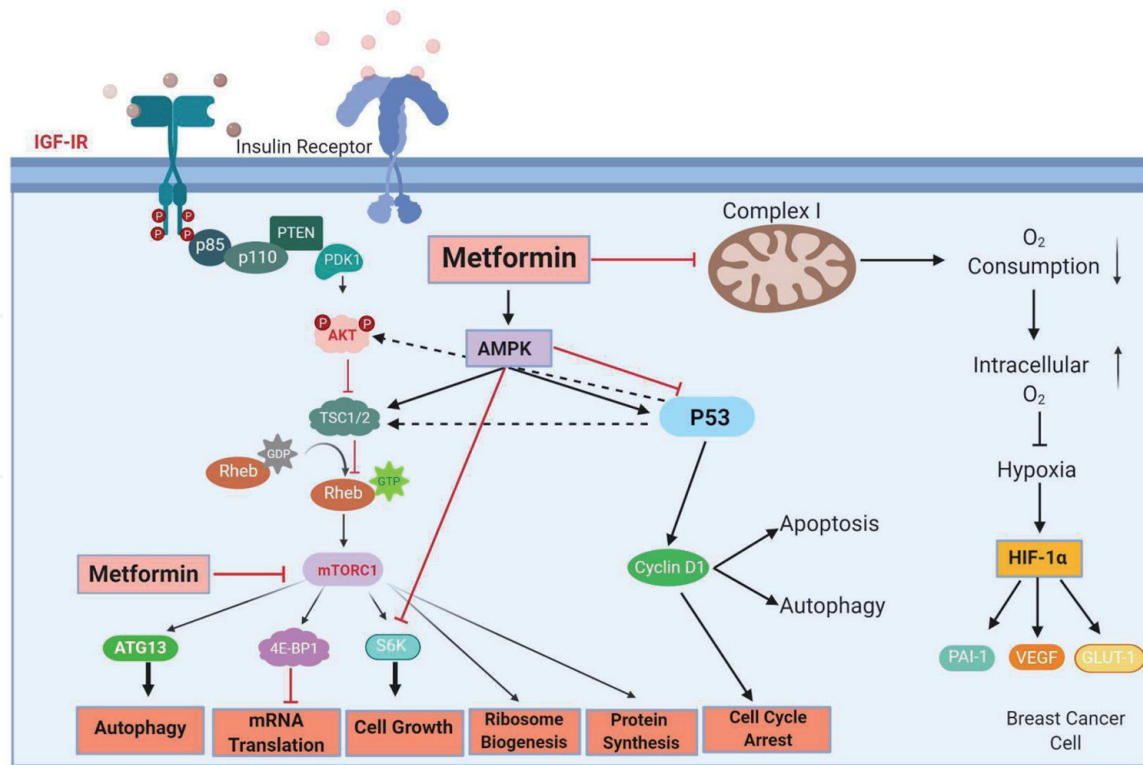 IGF-IR
Insulin Receptor
P
P
P
P
p85
p110
PTEN
PDK1
Metformin
Complex I
O2
Consumption
P
P
AKT
AMPK
Intracellular
O2
TSC1/2
P53
GDP
Rheb
Rheb
GTP
Hypoxia
Apoptosis
Metformin
mTORC1
Cyclin D1
HIF-1α
Autophagy
ATG13
4E-BP1
S6K
PAI-1
VEGF
GLUT-1
Autophagy
mRNA
Translation
Cell Growth
Ribosome
Biogenesis
Protein
Synthesis
Cell Cycle
Arrest
Breast Cancer
Cell